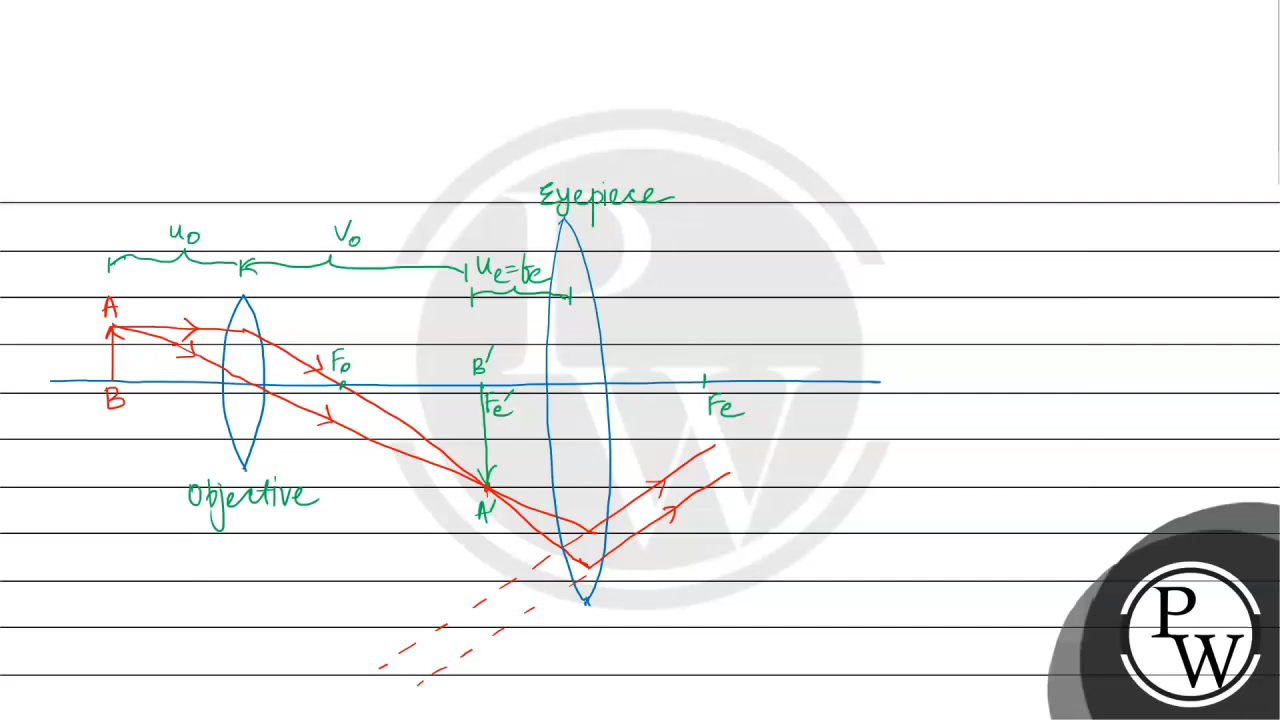 Eyepiece
u₀
v₀
uₑ=fₑ
A
F₀
B'
B
Fₑ'
Fₑ
Objective
A'
P
W
P
W